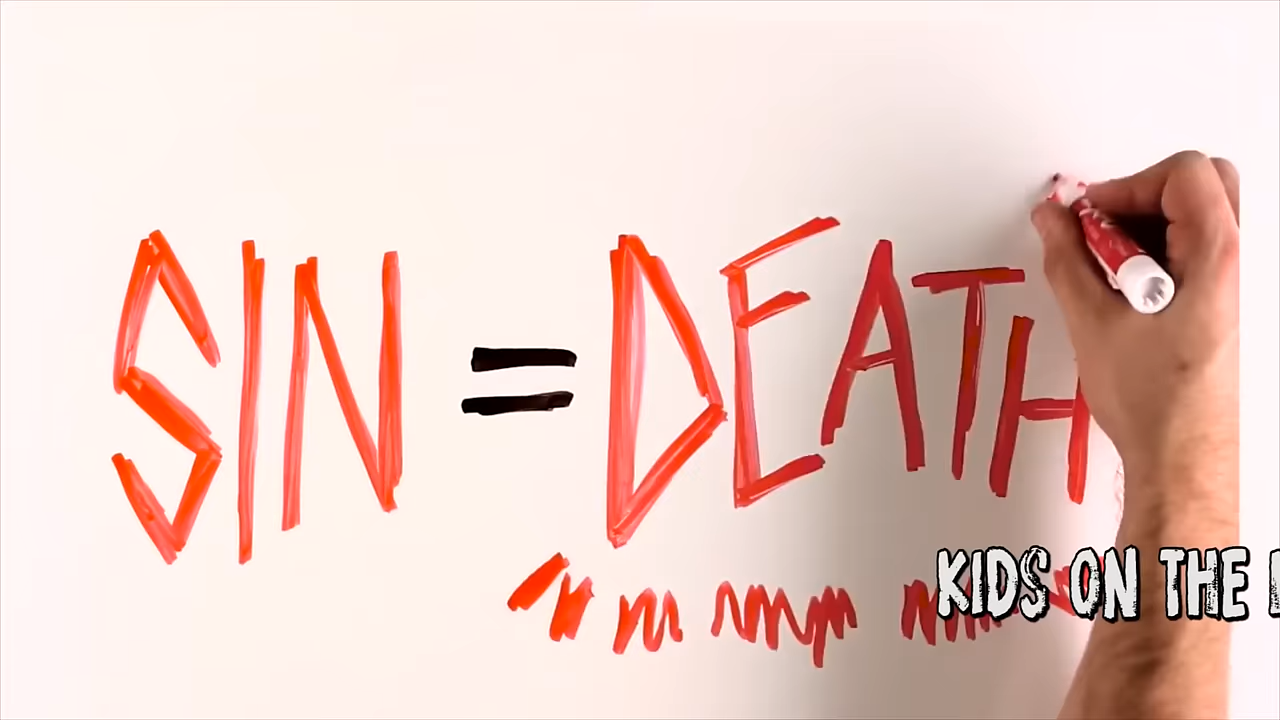 SIN = DEATH
KIDS ON THE